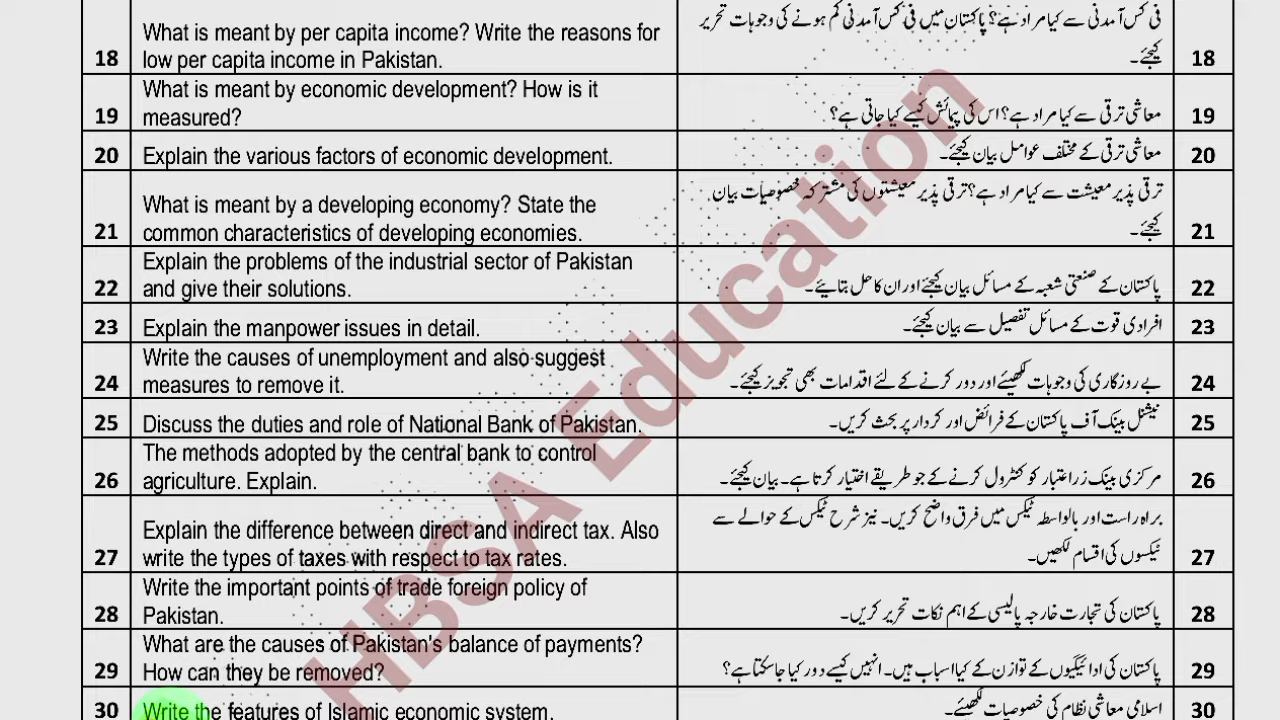 18
What is meant by per capita income? Write the reasons for
low per capita income in Pakistan.
فی کس آمدنی سے کیا مراد ہے؟ پاکستان میں فی کس آمدنی کم ہونے کی وجوہات تحریر
کیجئے۔
18
19
What is meant by economic development? How is it
measured?
معاشی ترقی سے کیا مراد ہے؟ اس کی پیمائش کیسے کیا جاتی ہے؟
19
20
Explain the various factors of economic development.
معاشی ترقی کے مختلف عوامل بیان کیجئے۔
20
21
What is meant by a developing economy? State the
common characteristics of developing economies.
ترقی پذیر معیشت سے کیا مراد ہے؟ ترقی پذیر معیشتوں کی مشترکہ خصوصیات بیان
کیجئے۔
21
22
Explain the problems of the industrial sector of Pakistan
and give their solutions.
پاکستان کے صنعتی شعبہ کے مسائل بیان کیجئے اور ان کا حل بتائیے۔
22
23
Explain the manpower issues in detail.
افرادی قوت کے مسائل تفصیل سے بیان کیجئے۔
23
24
Write the causes of unemployment and also suggest
measures to remove it.
بے روزگاری کی وجوہات لکھیئے اور دور کرنے کے لئے اقدامات بھی تجویز کیجئے۔
24
25
Discuss the duties and role of National Bank of Pakistan.
نیشنل بینک آف پاکستان کے فرائض اور کردار پر بحث کریں۔
25
26
The methods adopted by the central bank to control
agriculture. Explain.
مرکزی بینک زر اعتبار کو کنٹرول کرنے کے جو طریقے اختیار کرتا ہے۔ بیان کیجئے۔
26
27
Explain the difference between direct and indirect tax. Also
write the types of taxes with respect to tax rates.
براہ راست اور بالواسطہ ٹیکس میں فرق واضح کریں۔ نیز شرح ٹیکس کے حوالے سے
ٹیکسوں کی اقسام لکھیں۔
27
28
Write the important points of trade foreign policy of
Pakistan.
پاکستان کی تجارت خارجہ پالیسی کے اہم نکات تحریر کریں۔
28
29
What are the causes of Pakistan's balance of payments?
How can they be removed?
پاکستان کی ادائیگیوں کے توازن کے کیا اسباب ہیں۔ انہیں کیسے دور کیا جاسکتا ہے؟
29
30
Write the features of Islamic economic system.
اسلامی معاشی نظام کی خصوصیات لکھئے۔
30
HBSA Education